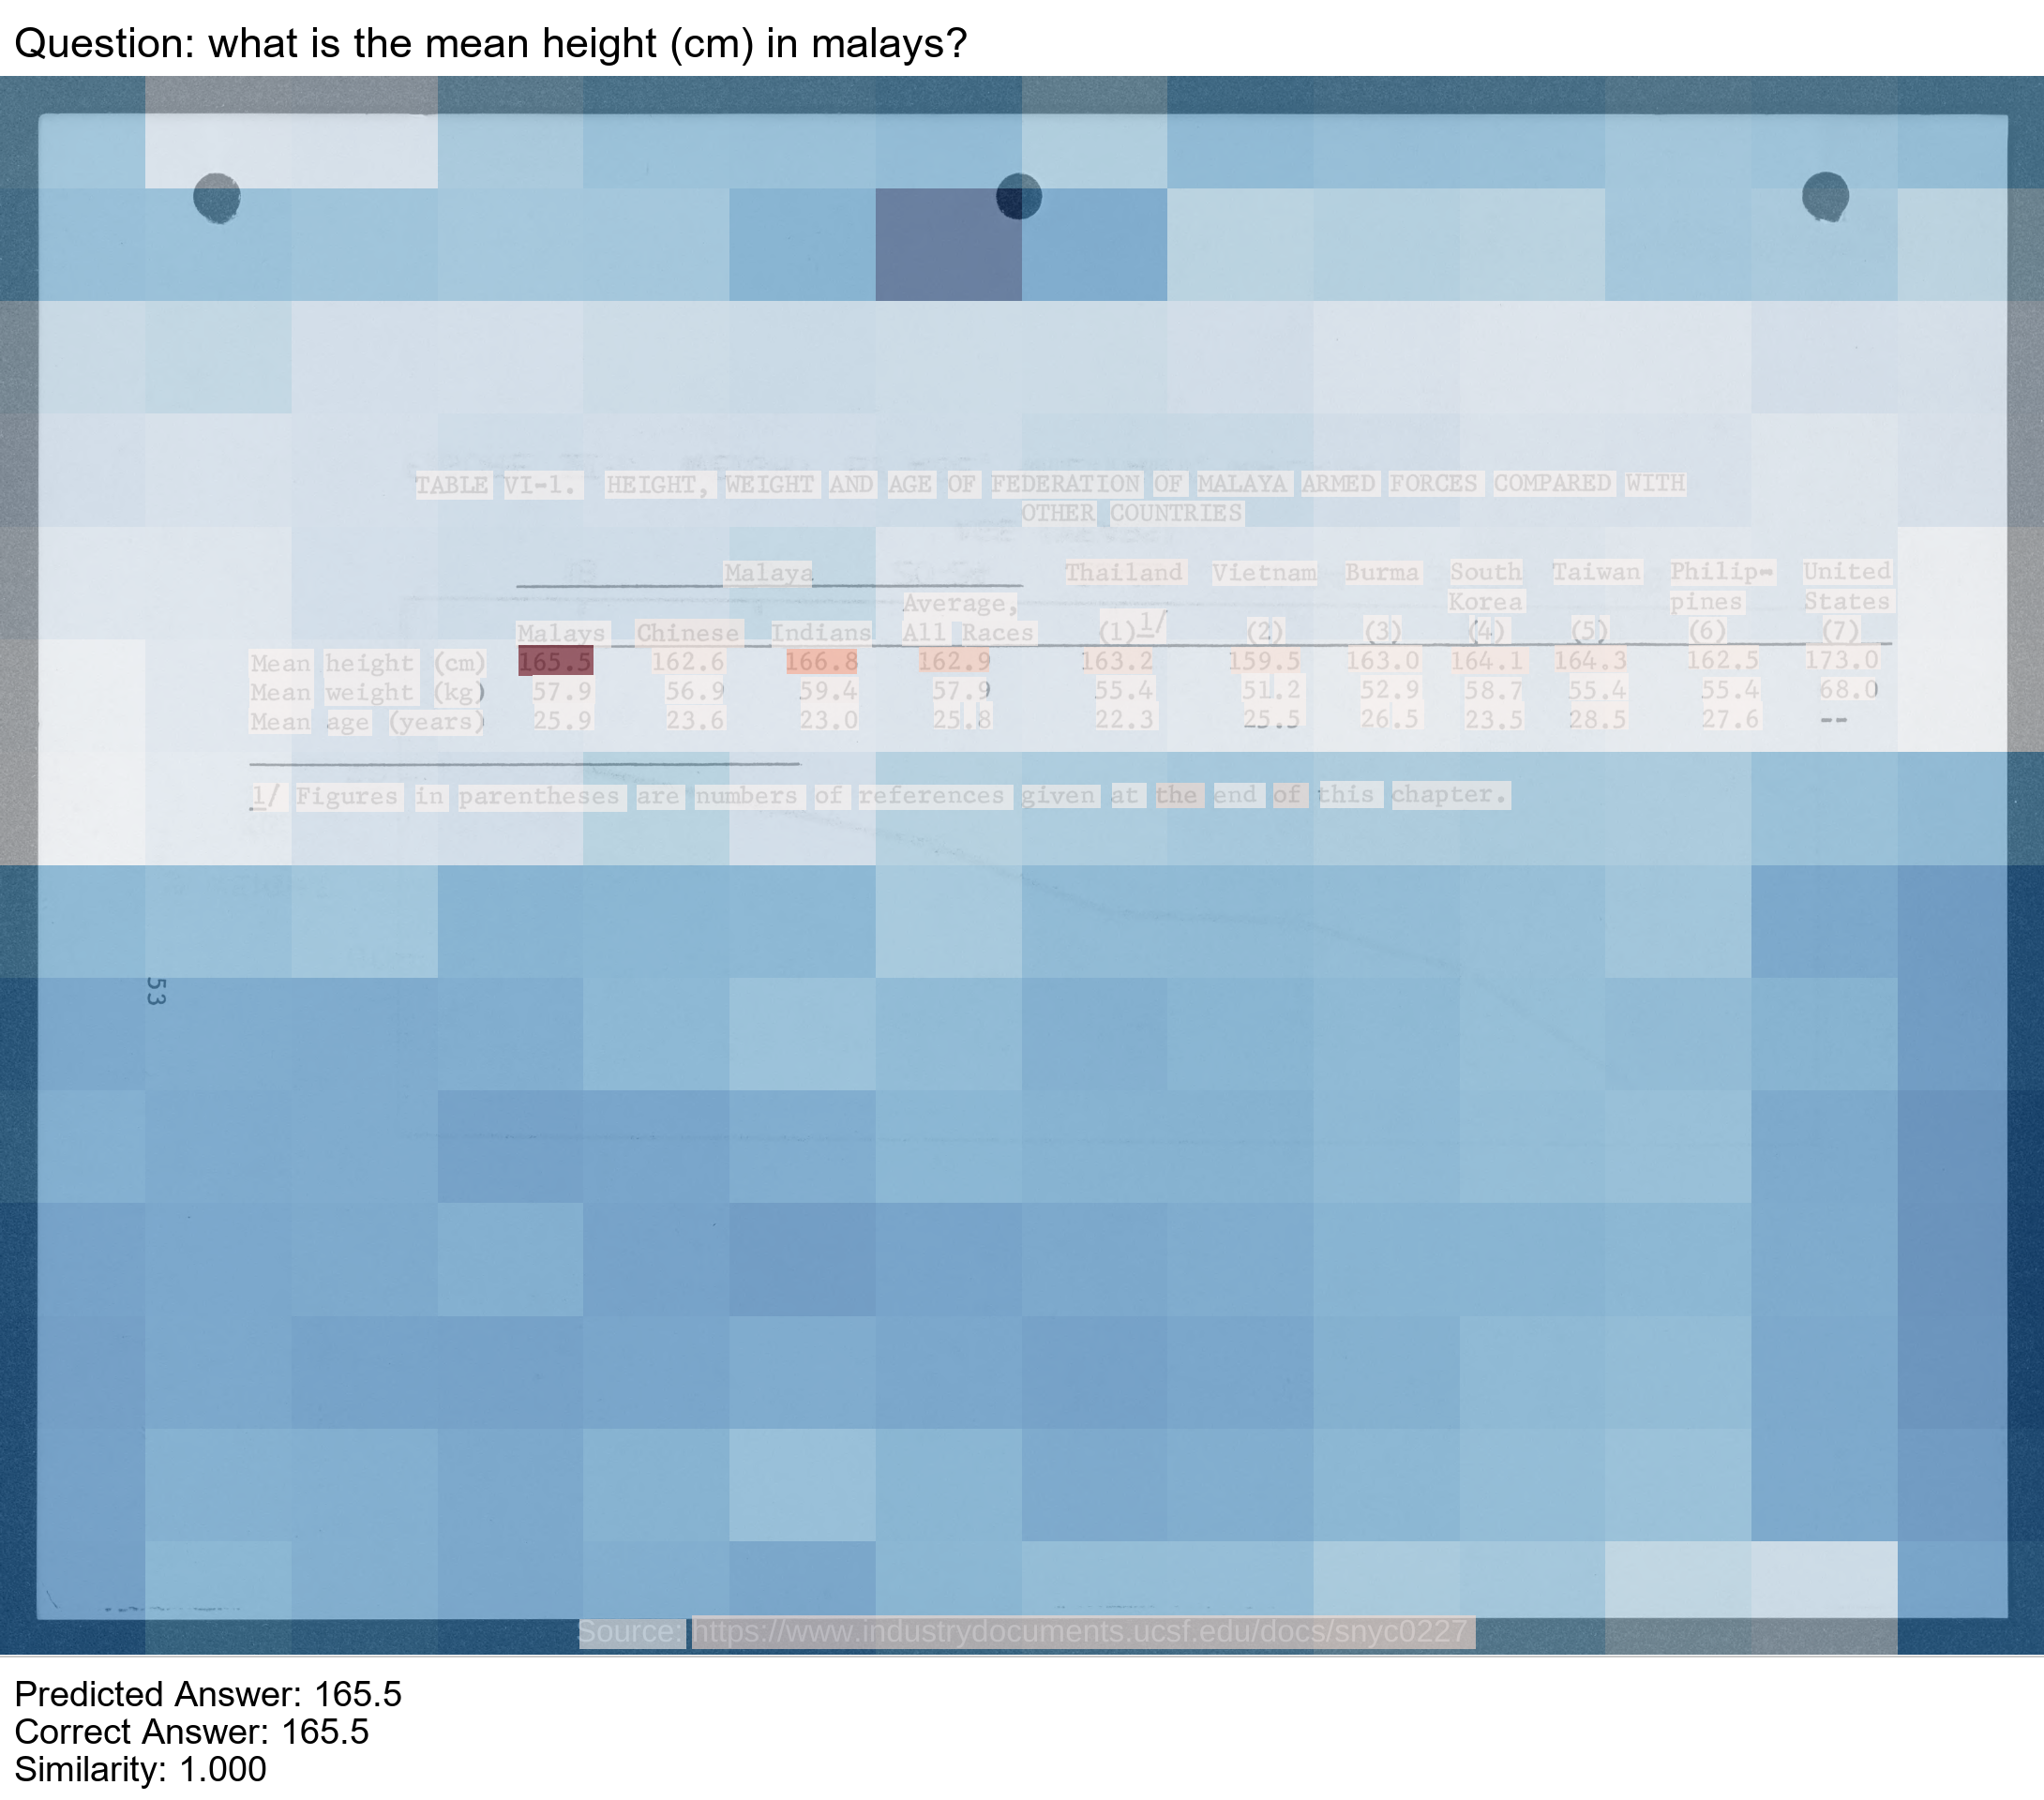 Question: what is the mean height (cm) in malays?
TABLE VI-1. HEIGHT, WEIGHT AND AGE OF FEDERATION OF MALAYA ARMED FORCES COMPARED WITH
OTHER COUNTRIES
Malaya Thailand Vietnam Burma South Taiwan Philip- United
Average, Korea pines States
Malays Chinese Indians All Races (1)1/ (2) (3) (4) (5) (6) (7)
Mean height (cm) 165.5 162.6 166.8 162.9 163.2 159.5 163.0 164.1 164.3 162.5 173.0
Mean weight (kg) 57.9 56.9 59.4 57.9 55.4 51.2 52.9 58.7 55.4 55.4 68.0
Mean age (years) 25.9 23.6 23.0 25.8 22.3 25.5 26.5 23.5 28.5 27.6 --
1/ Figures in parentheses are numbers of references given at the end of this chapter.
53
Source: https://www.industrydocuments.ucsf.edu/docs/snyc0227
Predicted Answer: 165.5
Correct Answer: 165.5
Similarity: 1.000